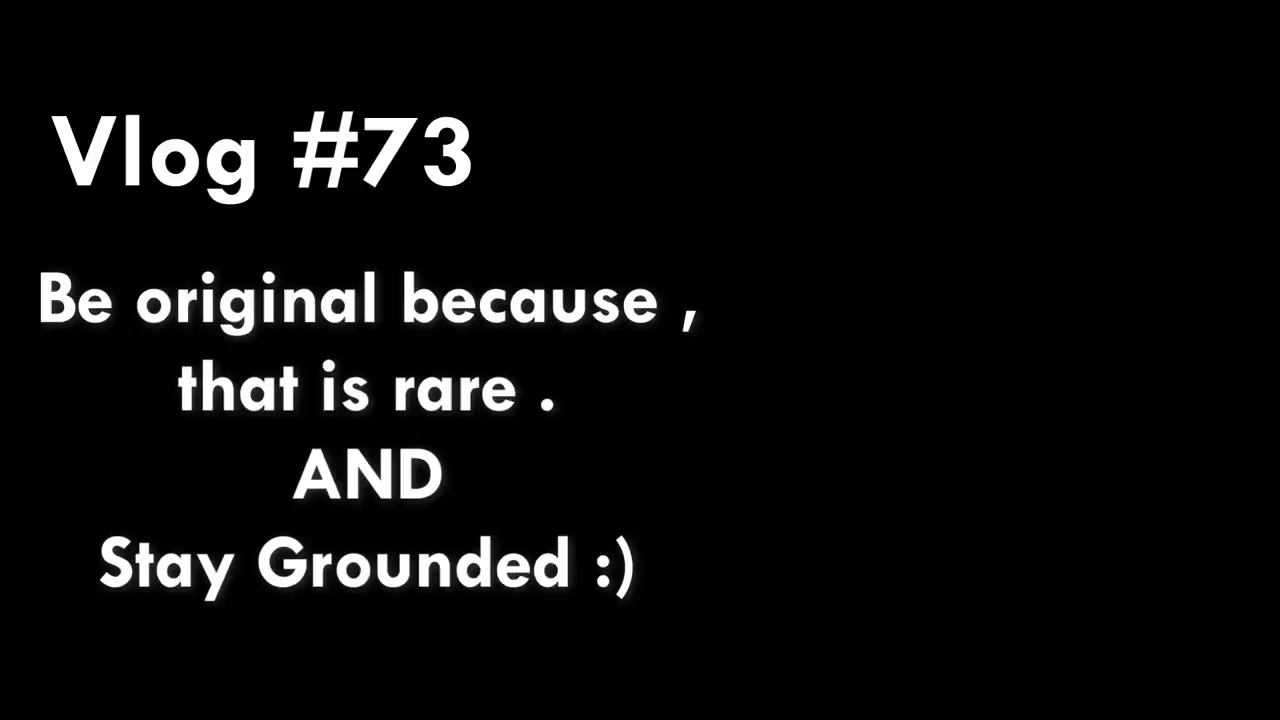 Vlog #73
Be original because ,
that is rare .
AND
Stay Grounded :)